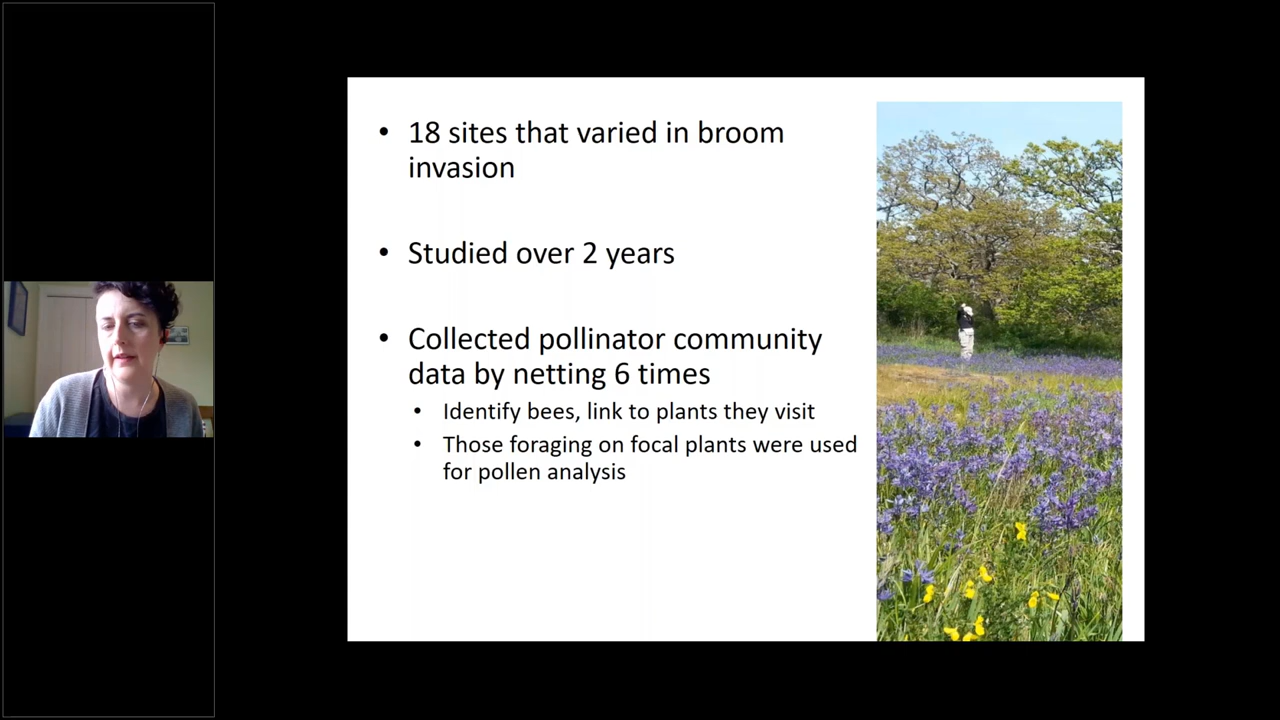 • 18 sites that varied in broom
invasion
• Studied over 2 years
• Collected pollinator community
data by netting 6 times
• Identify bees, link to plants they visit
• Those foraging on focal plants were used
for pollen analysis